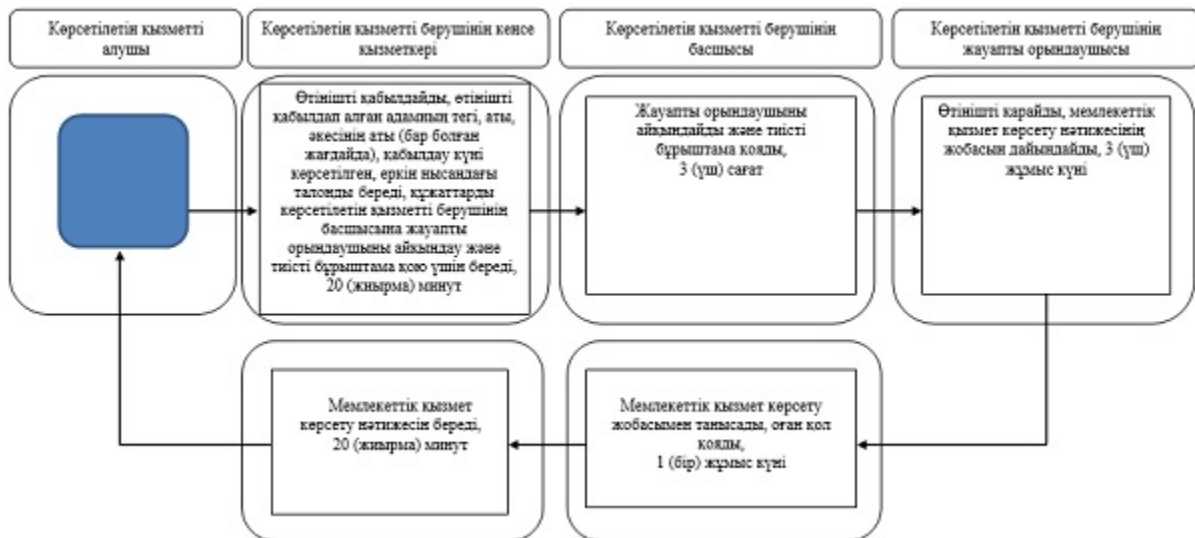 Көрсетілетін қызметті
алушы
Көрсетілетін қызметті берушінің кеңсе
қызметкері
Көрсетілетін қызметті берушінің
басшысы
Көрсетілетін қызметті берушінің
жауапты орындаушысы
Өтінішті қабылдайды, өтінішті
қабылдап алған адамның тегі, аты,
әкесінің аты (бар болған
жағдайда), қабылдау күні
көрсетілген, еркін нысандағы
талонды береді, құжаттарды
көрсетілетін қызметті берушінің
басшысына жауапты
орындаушыны айқындау және
тиісті бұрыштама қою үшін береді,
20 (жиырма) минут
Жауапты орындаушыны
айқындайды және тиісті
бұрыштама қояды,
3 (үш) сағат
Өтінішті қарайды, мемлекеттік
қызмет көрсету нәтижесінің
жобасын дайындайды, 3 (үш)
жұмыс күні
Мемлекеттік қызмет
көрсету нәтижесін береді,
20 (жиырма) минут
Мемлекеттік қызмет көрсету
жобасымен танысады, оған қол
қояды,
1 (бір) жұмыс күні